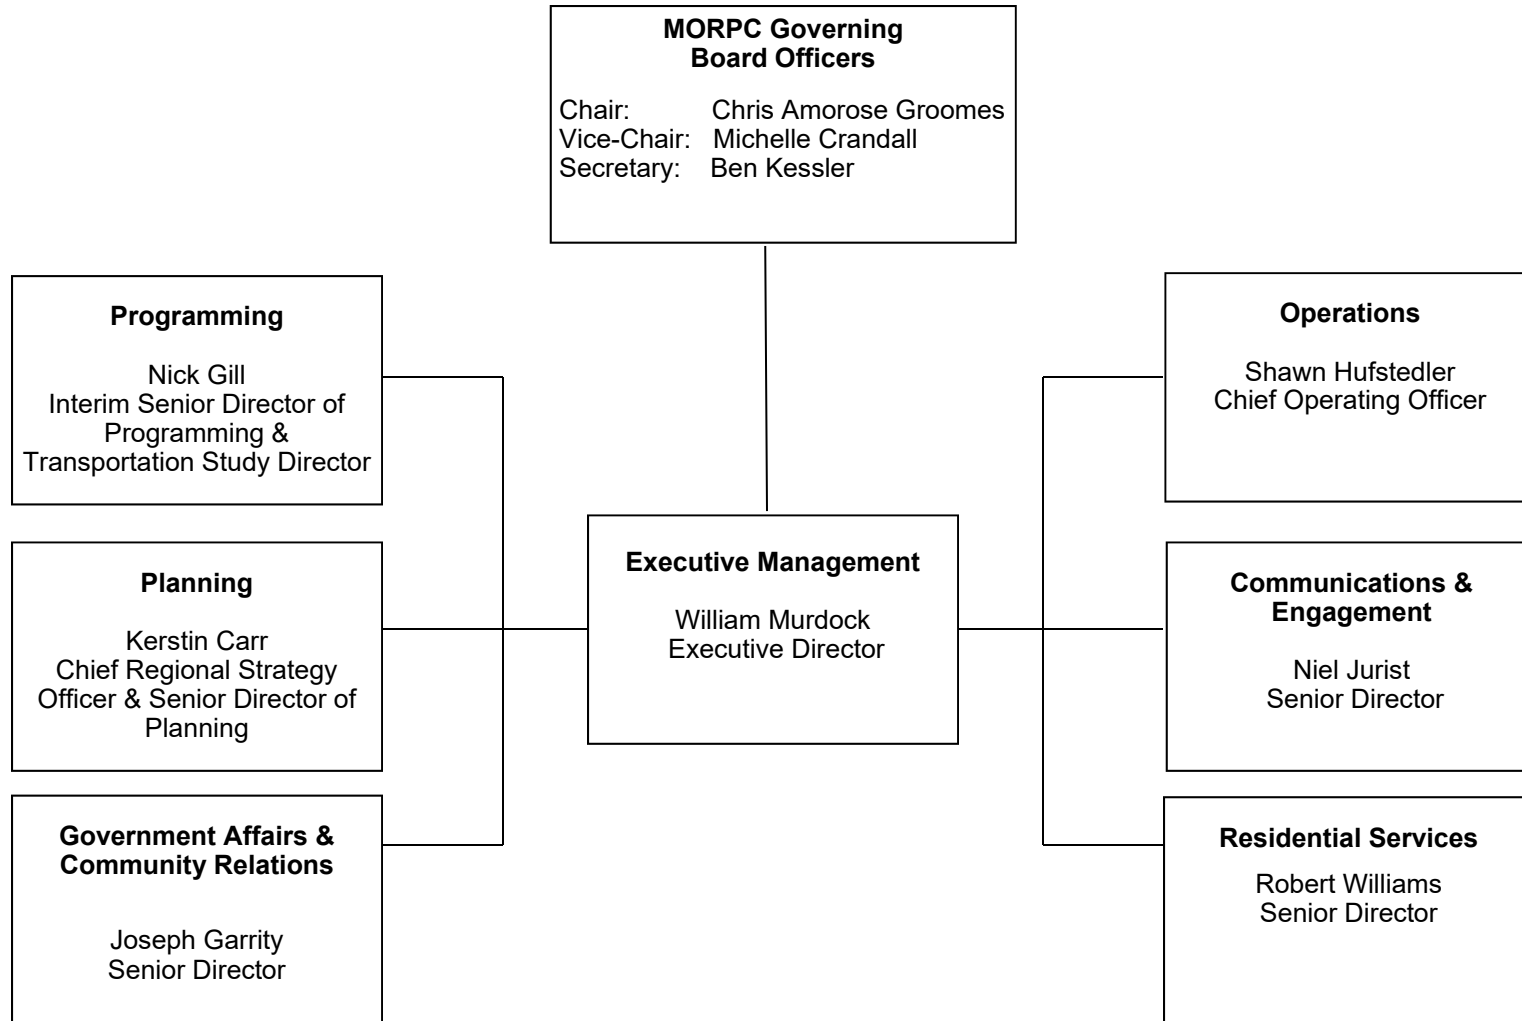 MORPC Governing
Board Officers
Chair: Chris Amorose Groomes
Vice-Chair: Michelle Crandall
Secretary: Ben Kessler
Programming
Nick Gill
Interim Senior Director of
Programming &
Transportation Study Director
Operations
Shawn Hufstedler
Chief Operating Officer
Planning
Kerstin Carr
Chief Regional Strategy
Officer & Senior Director of
Planning
Executive Management
William Murdock
Executive Director
Communications &
Engagement
Niel Jurist
Senior Director
Government Affairs &
Community Relations
Joseph Garrity
Senior Director
Residential Services
Robert Williams
Senior Director